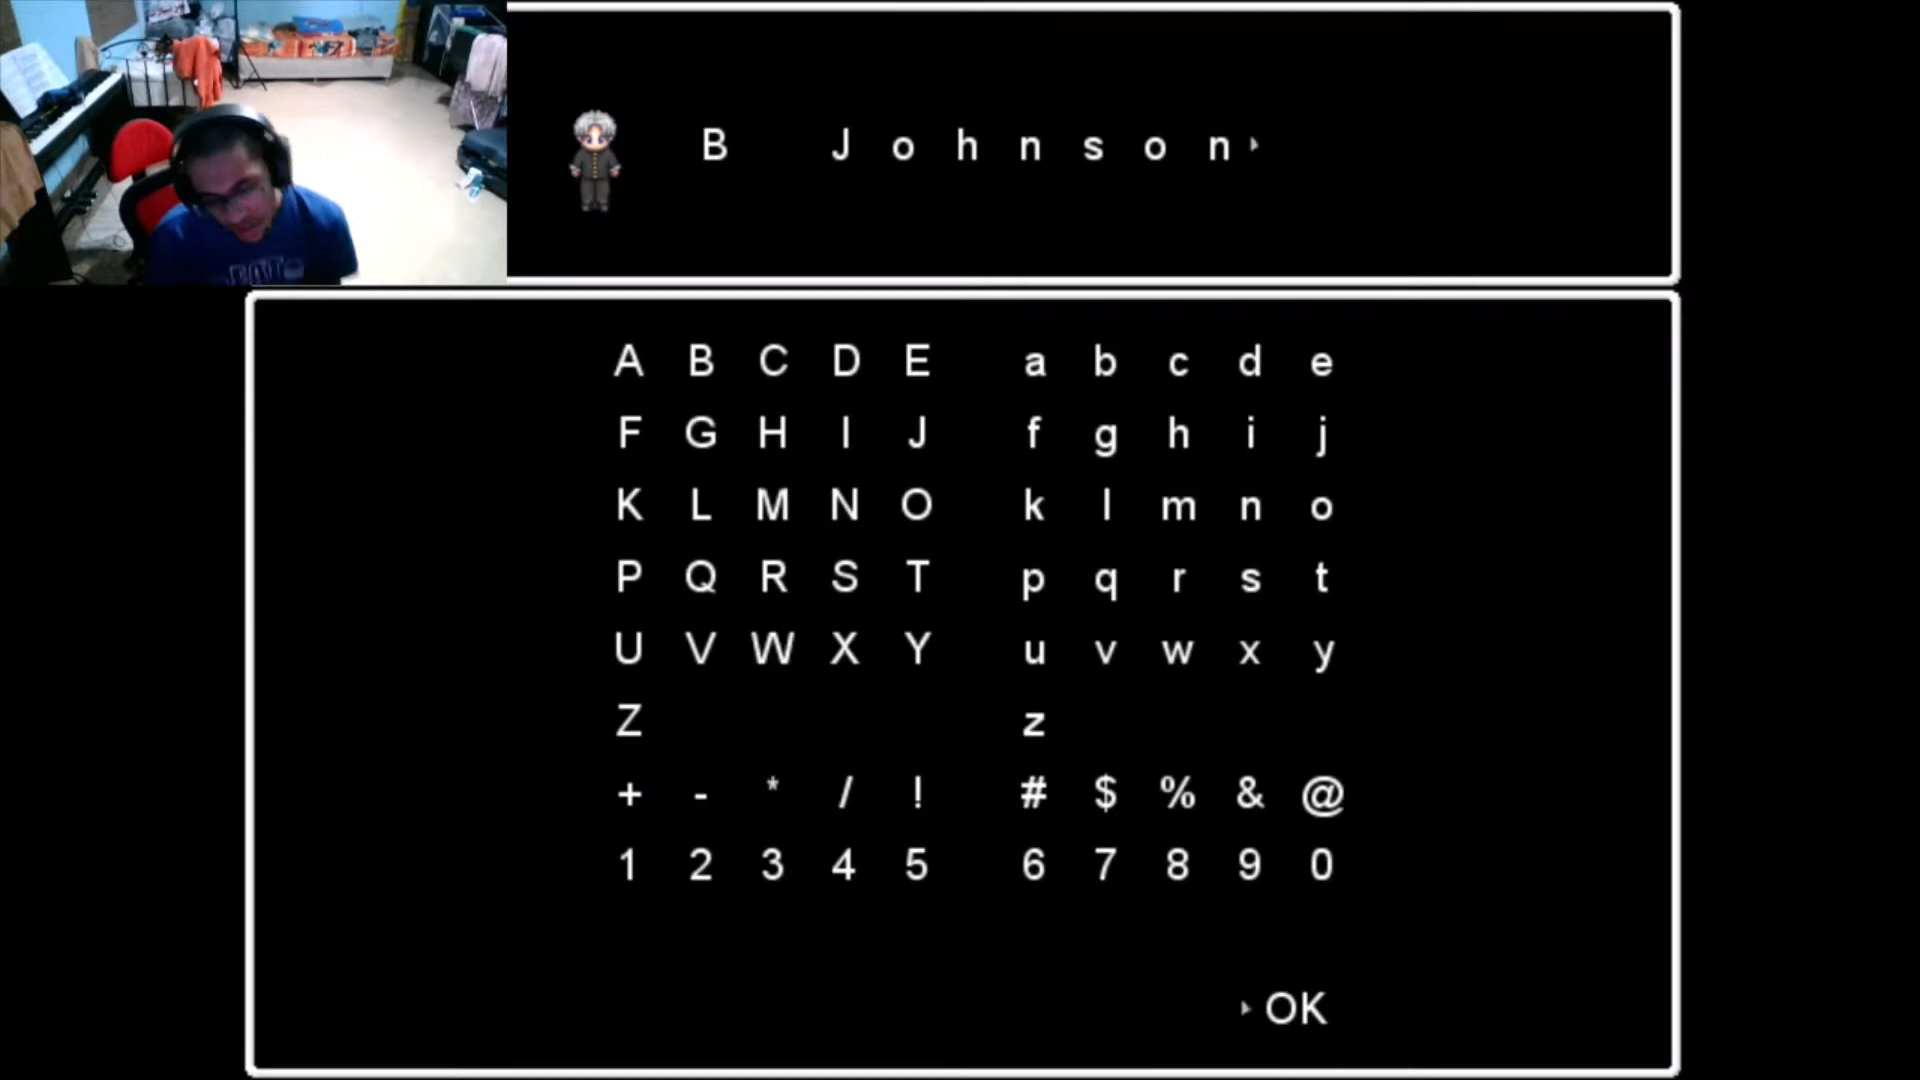 B Johnson
A B C D E a b c d e
F G H I J f g h i j
K L M N O k l m n o
P Q R S T p q r s t
U V W X Y u v w x y
Z z
+ - * / ! # $ % & @
1 2 3 4 5 6 7 8 9 0
OK